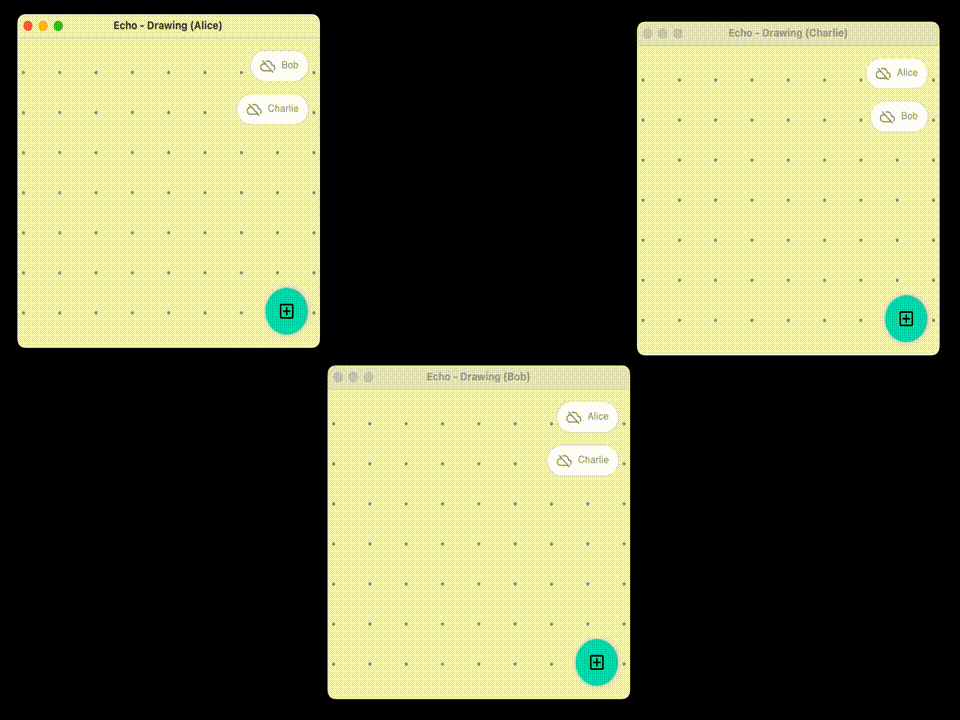 Echo - Drawing (Alice)
Bob
Charlie
Echo - Drawing (Charlie)
Alice
Bob
Echo - Drawing (Bob)
Alice
Charlie